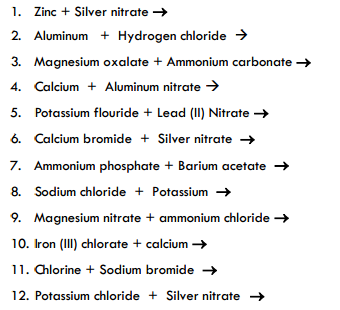 1. Zinc + Silver nitrate →
2. Aluminum + Hydrogen chloride →
3. Magnesium oxalate + Ammonium carbonate →
4. Calcium + Aluminum nitrate →
5. Potassium flouride + Lead (II) Nitrate →
6. Calcium bromide + Silver nitrate →
7. Ammonium phosphate + Barium acetate →
8. Sodium chloride + Potassium →
9. Magnesium nitrate + ammonium chloride →
10. Iron (III) chlorate + calcium →
11. Chlorine + Sodium bromide →
12. Potassium chloride + Silver nitrate →